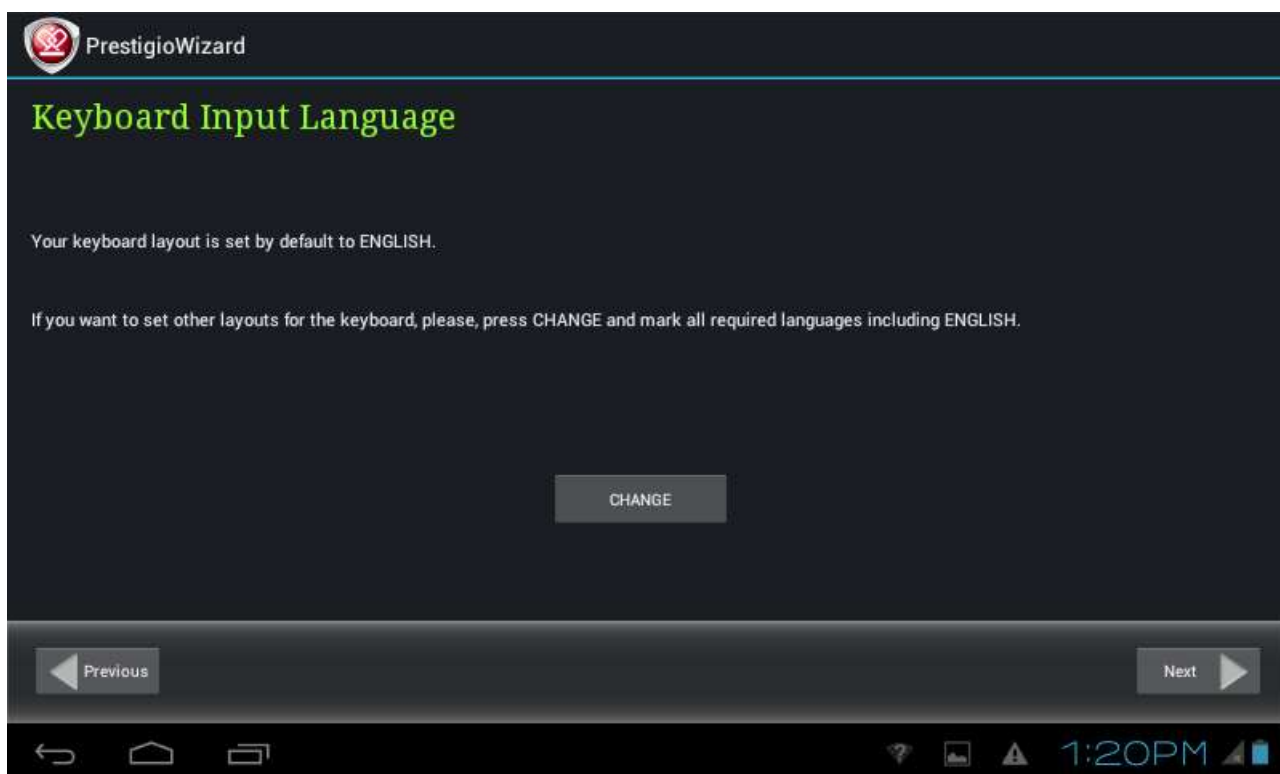 PrestigioWizard
Keyboard Input Language
Your keyboard layout is set by default to ENGLISH.
If you want to set other layouts for the keyboard, please, press CHANGE and mark all required languages including ENGLISH.
CHANGE
Previous
Next
1:20PM